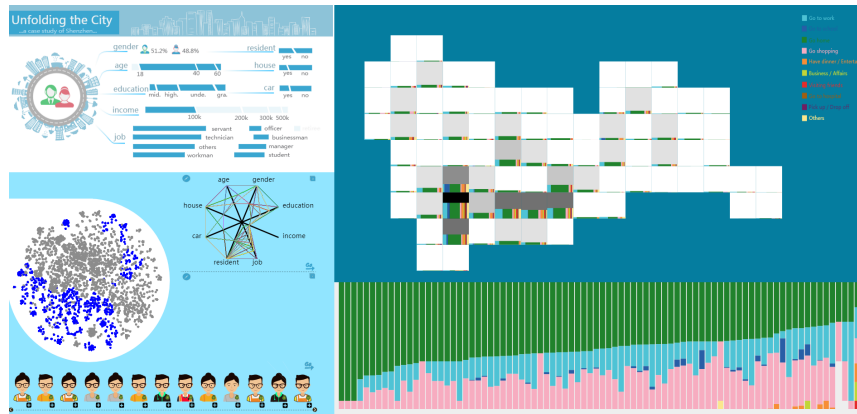 Unfolding the City
...a case study of Shenzhen...
gender 51.2% 48.8% resident
yes no
age house
18 40 60 yes no
education car
mid. high. unde. gra. yes no
income
100k 200k 300k 500k
job servant officer
technician businessman
others manager
workman student
age gender
house education
car income
resident job
Go to work
Go shopping
Have dinner / Enterta
Business / Affairs
Others